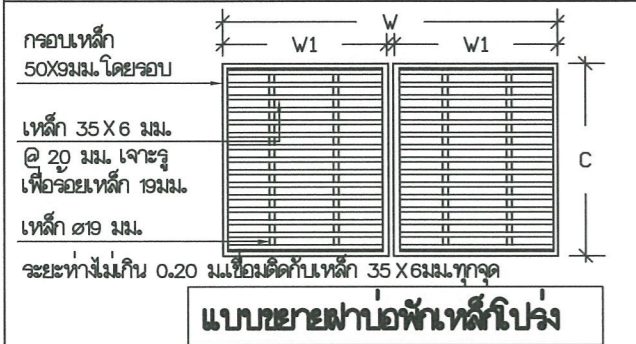 W
W1 W1
กรอบเหล็ก
50X9มม. โดยรอบ
เหล็ก 35X6 มม.
@ 20 มม. เจาะรู
เพื่อร้อยเหล็ก 19มม.
C
เหล็ก ø19 มม.
ระยะห่างไม่เกิน 0.20 ม.เชื่อมติดกับเหล็ก 35X6มม.ทุกจุด
แบบขยายฝาบ่อพักเหล็กโปร่ง